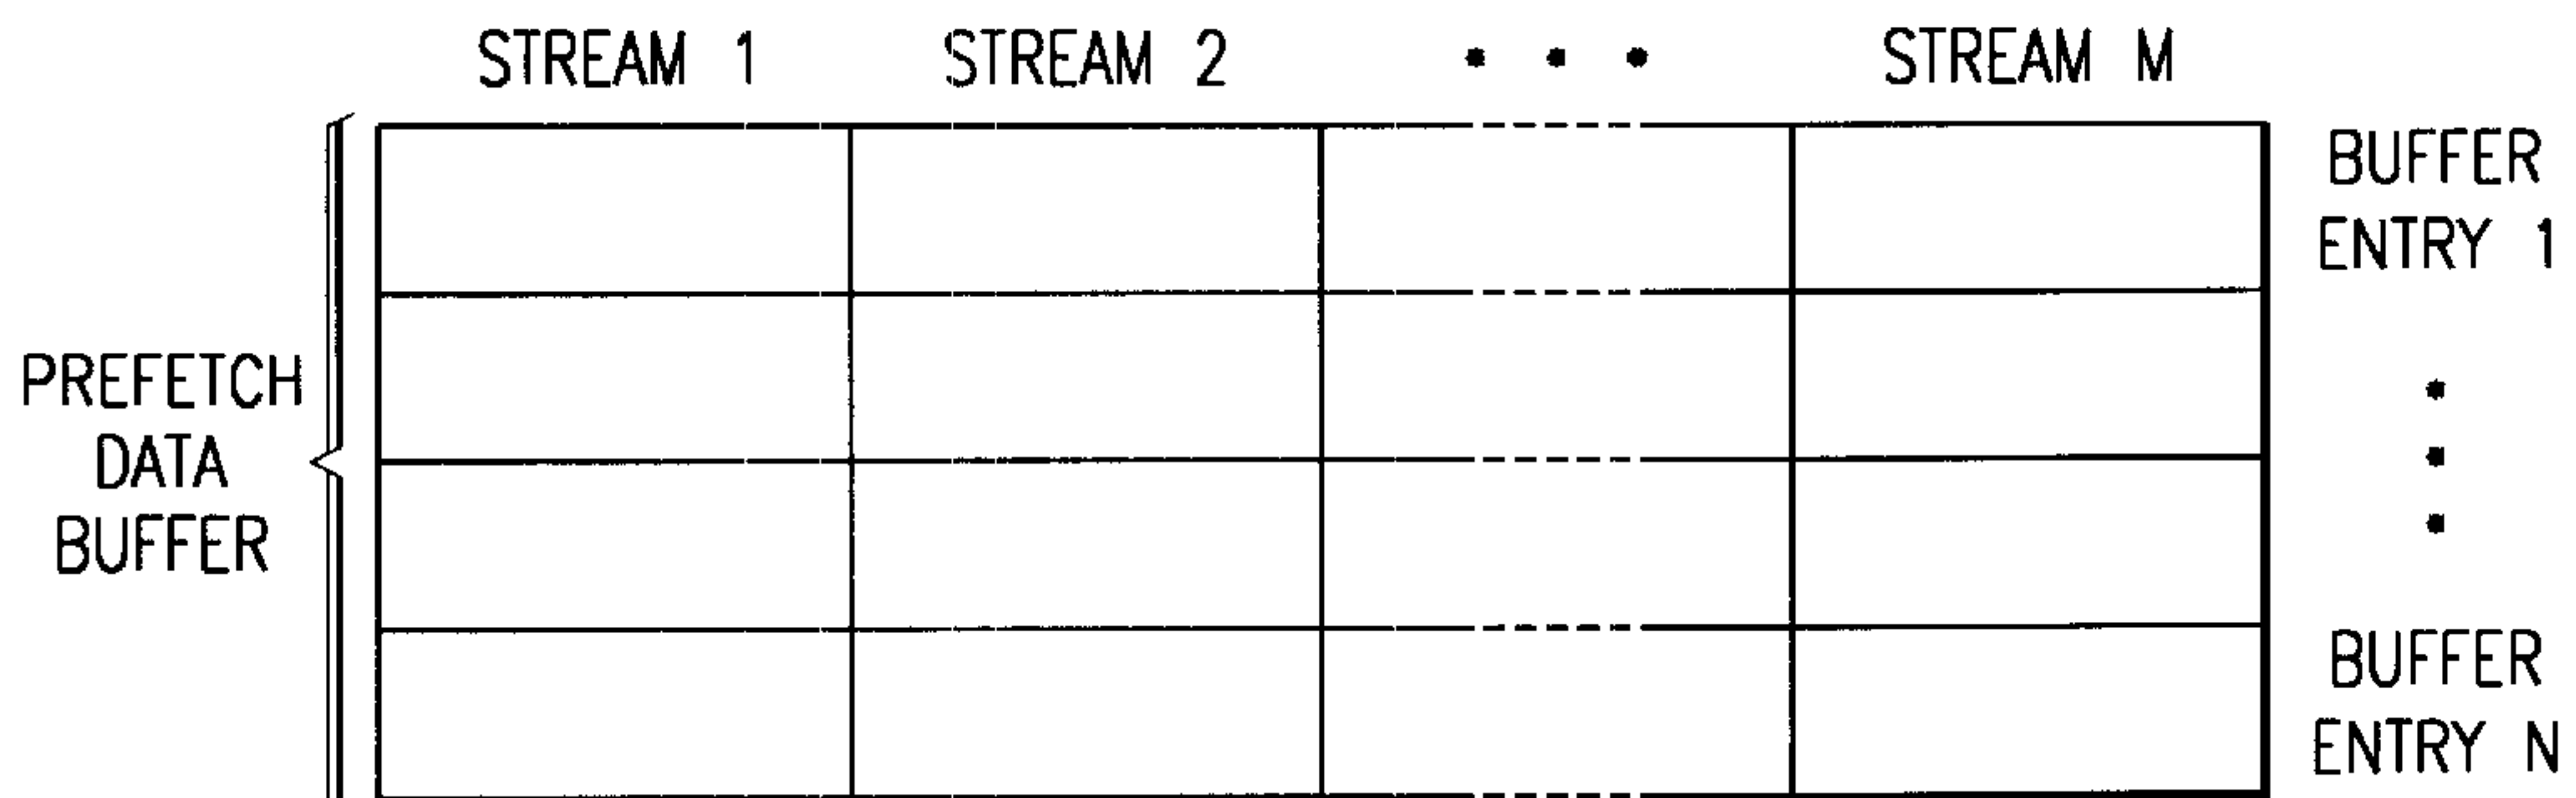 STREAM 1 STREAM 2 • • • STREAM M
BUFFER
ENTRY 1
PREFETCH
DATA
BUFFER
•
•
•
BUFFER
ENTRY N